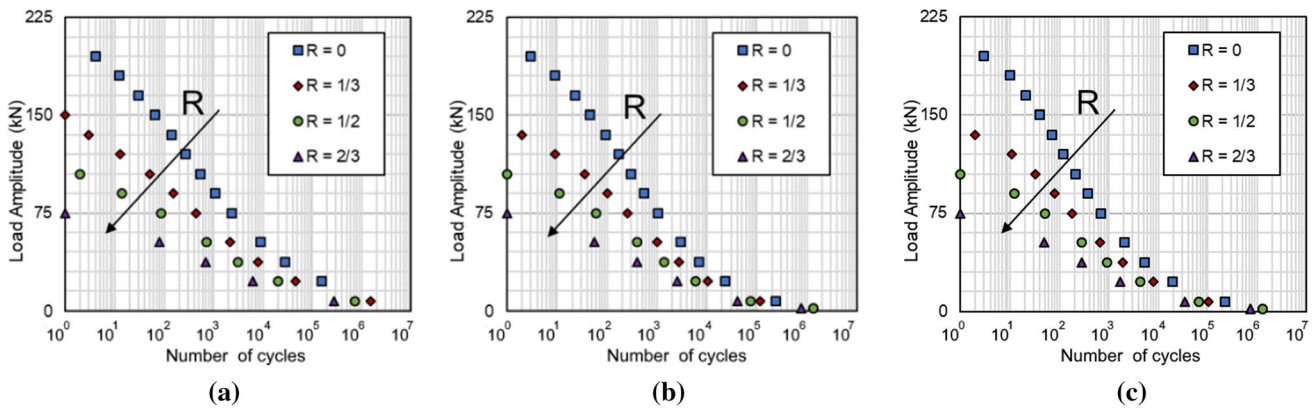 225
150
75
0
Load Amplitude (kN)
10^0 10^1 10^2 10^3 10^4 10^5 10^6 10^7
Number of cycles
R = 0
R = 1/3
R = 1/2
R = 2/3
R
(a)
225
150
75
0
Load Amplitude (kN)
10^0 10^1 10^2 10^3 10^4 10^5 10^6 10^7
Number of cycles
R = 0
R = 1/3
R = 1/2
R = 2/3
R
(b)
225
150
75
0
Load Amplitude (kN)
10^0 10^1 10^2 10^3 10^4 10^5 10^6 10^7
Number of cycles
R = 0
R = 1/3
R = 1/2
R = 2/3
R
(c)